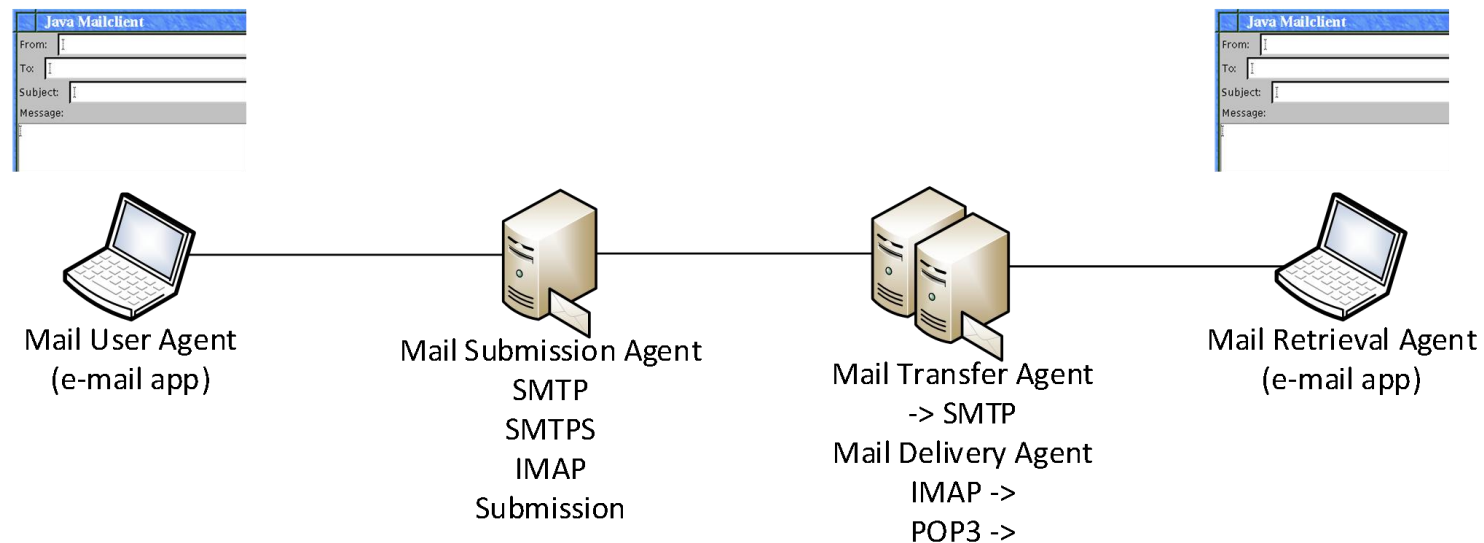 Java Mailclient
From:
To:
Subject:
Message:
Java Mailclient
From:
To:
Subject:
Message:
Mail User Agent
(e-mail app)
Mail Submission Agent
SMTP
SMTPS
IMAP
Submission
Mail Transfer Agent
-> SMTP
Mail Delivery Agent
IMAP ->
POP3 ->
Mail Retrieval Agent
(e-mail app)